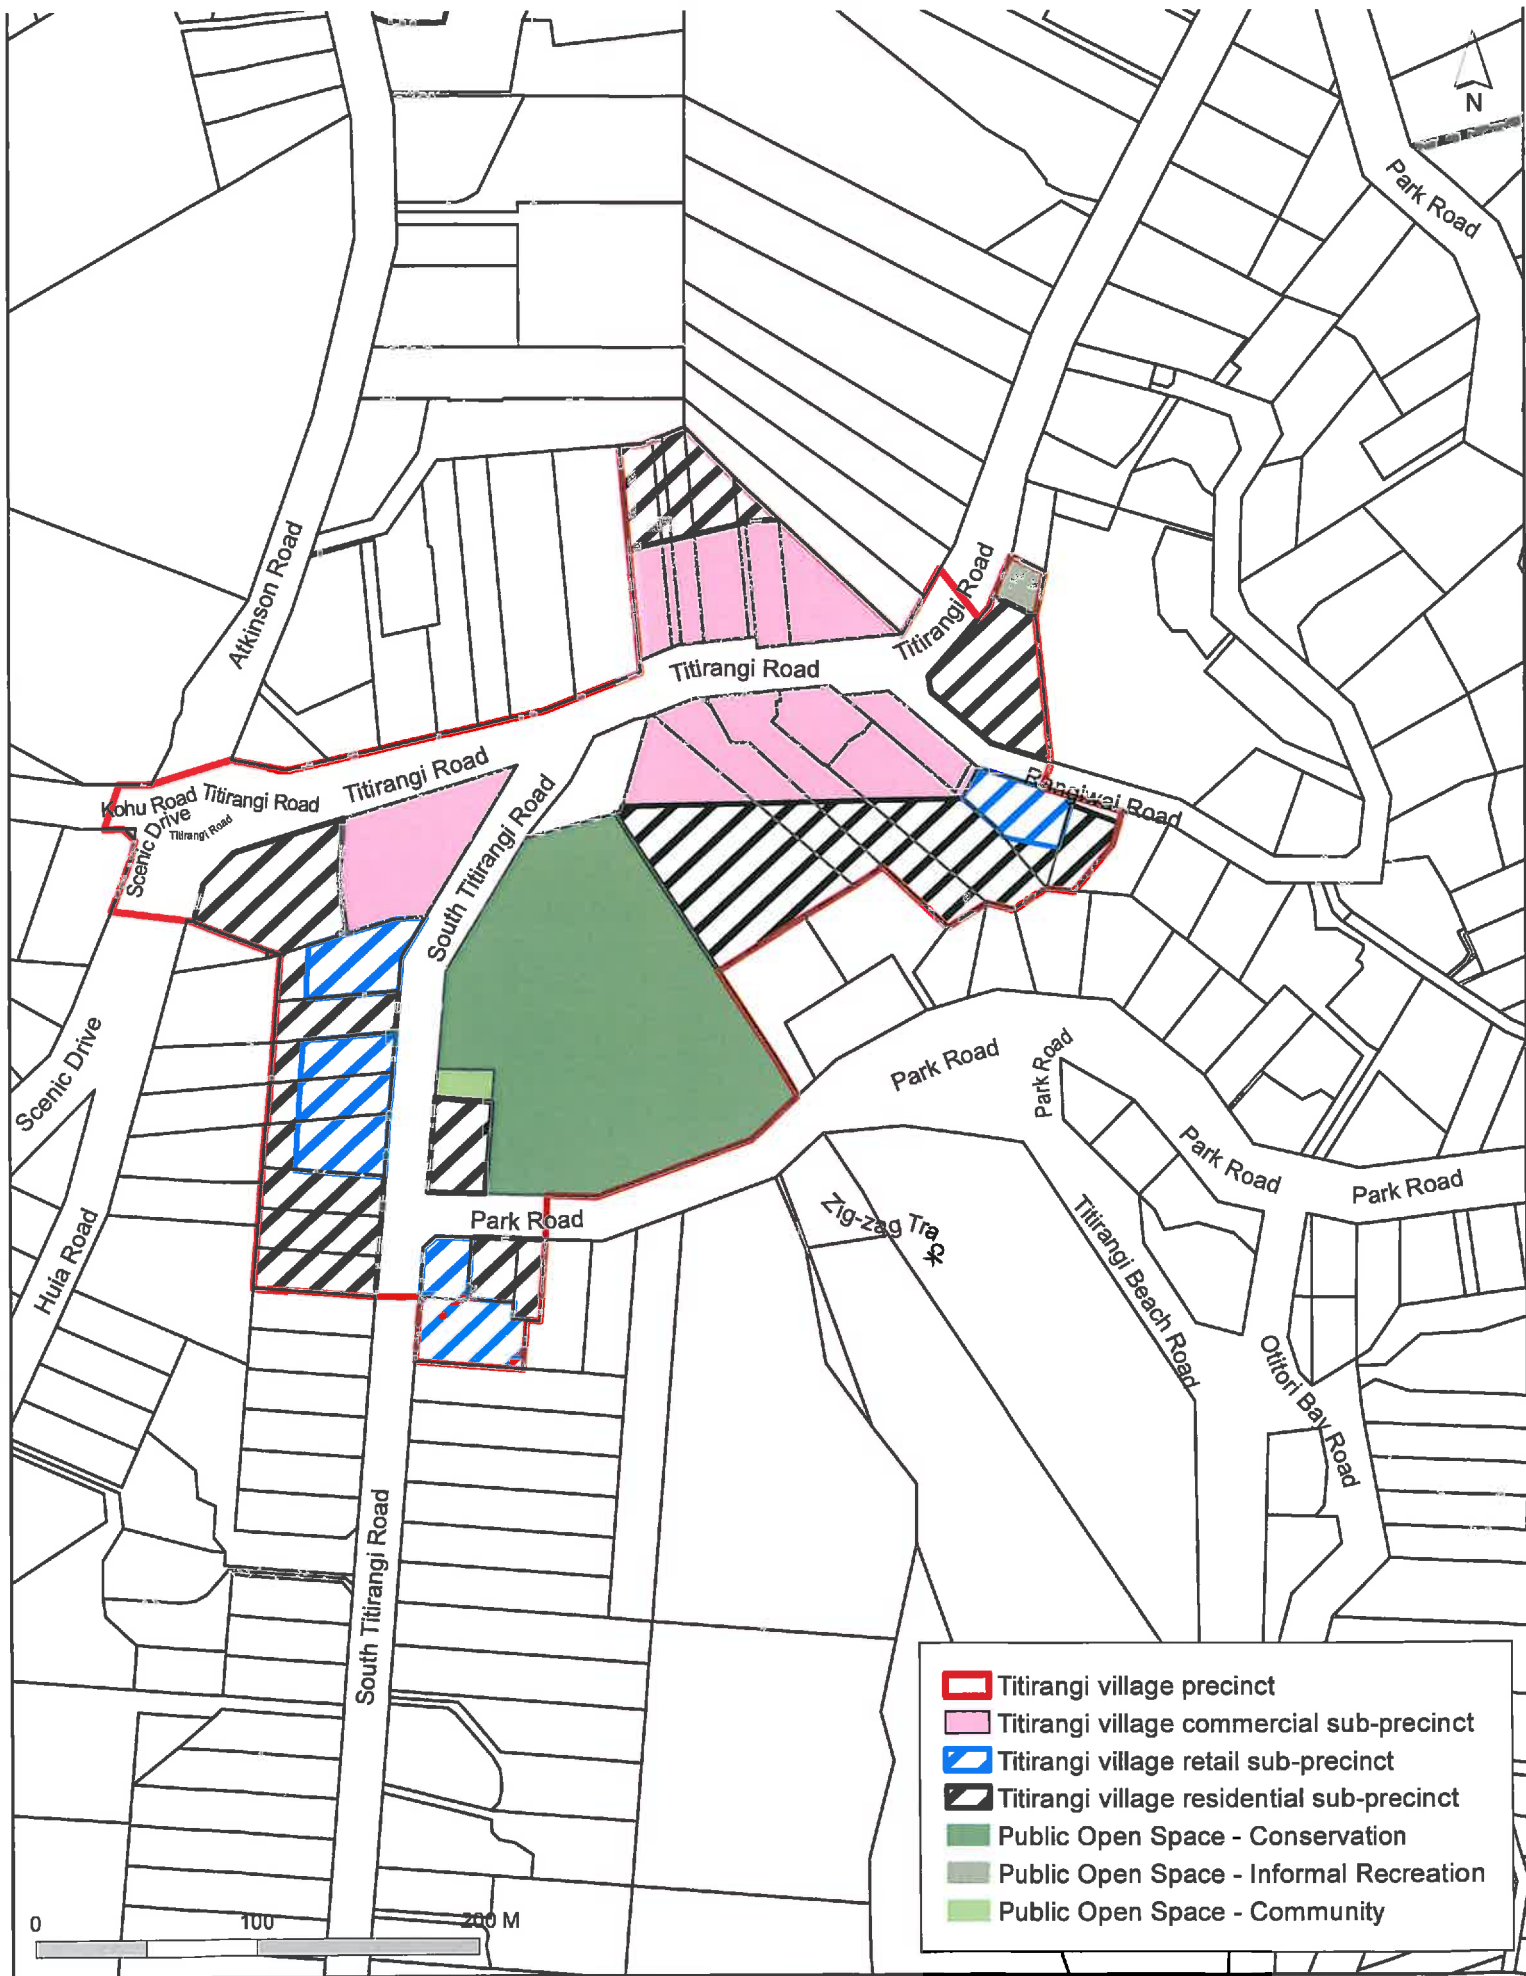 N
Park Road
Atkinson Road
Titirangi Road
Titirangi Road
Titirangi Road
Rangiwai Road
Kohu Road
Titirangi Road
Titirangi Road
Scenic Drive
South Titirangi Road
Scenic Drive
Park Road
Park Road
Park Road
Park Road
Huia Road
Park Road
Zig-zag Track
Titirangi Beach Road
Otitori Bay Road
South Titirangi Road
Titirangi village precinct
Titirangi village commercial sub-precinct
Titirangi village retail sub-precinct
Titirangi village residential sub-precinct
Public Open Space - Conservation
Public Open Space - Informal Recreation
Public Open Space - Community
0 100 200 M